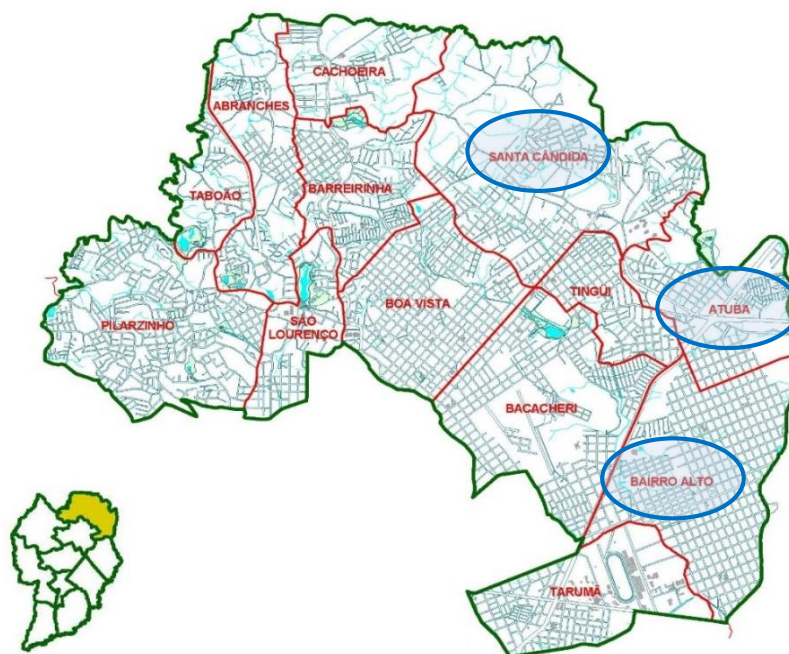 CACHOEIRA
ABRANCHES
SANTA CÂNDIDA
BARREIRINHA
TABOÃO
TINGUI
BOA VISTA
ATUBA
PILARZINHO
SÃO
LOURENÇO
BACACHERI
BAIRRO ALTO
TARUMÃ